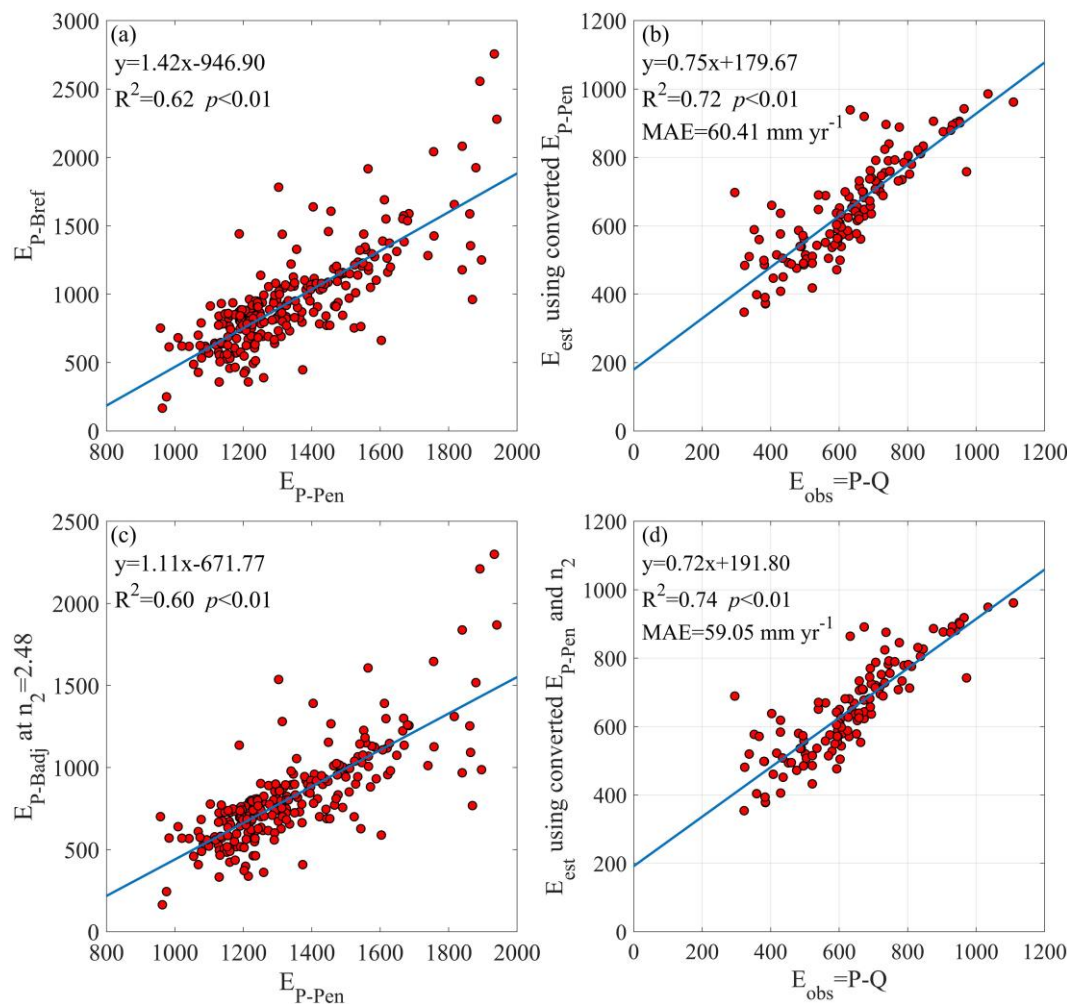 (a)
y=1.42x-946.90
R²=0.62 p<0.01
3000
2500
2000
1500
1000
500
0
E_P-Bref
800 1000 1200 1400 1600 1800 2000
E_P-Pen
(b)
y=0.75x+179.67
R²=0.72 p<0.01
MAE=60.41 mm yr⁻¹
1200
1000
800
600
400
200
0
E_est using converted E_P-Pen
0 200 400 600 800 1000 1200
E_obs=P-Q
(c)
y=1.11x-671.77
R²=0.60 p<0.01
2500
2000
1500
1000
500
0
E_P-Badj at n_2=2.48
800 1000 1200 1400 1600 1800 2000
E_P-Pen
(d)
y=0.72x+191.80
R²=0.74 p<0.01
MAE=59.05 mm yr⁻¹
1200
1000
800
600
400
200
0
E_est using converted E_P-Pen and n_2
0 200 400 600 800 1000 1200
E_obs=P-Q